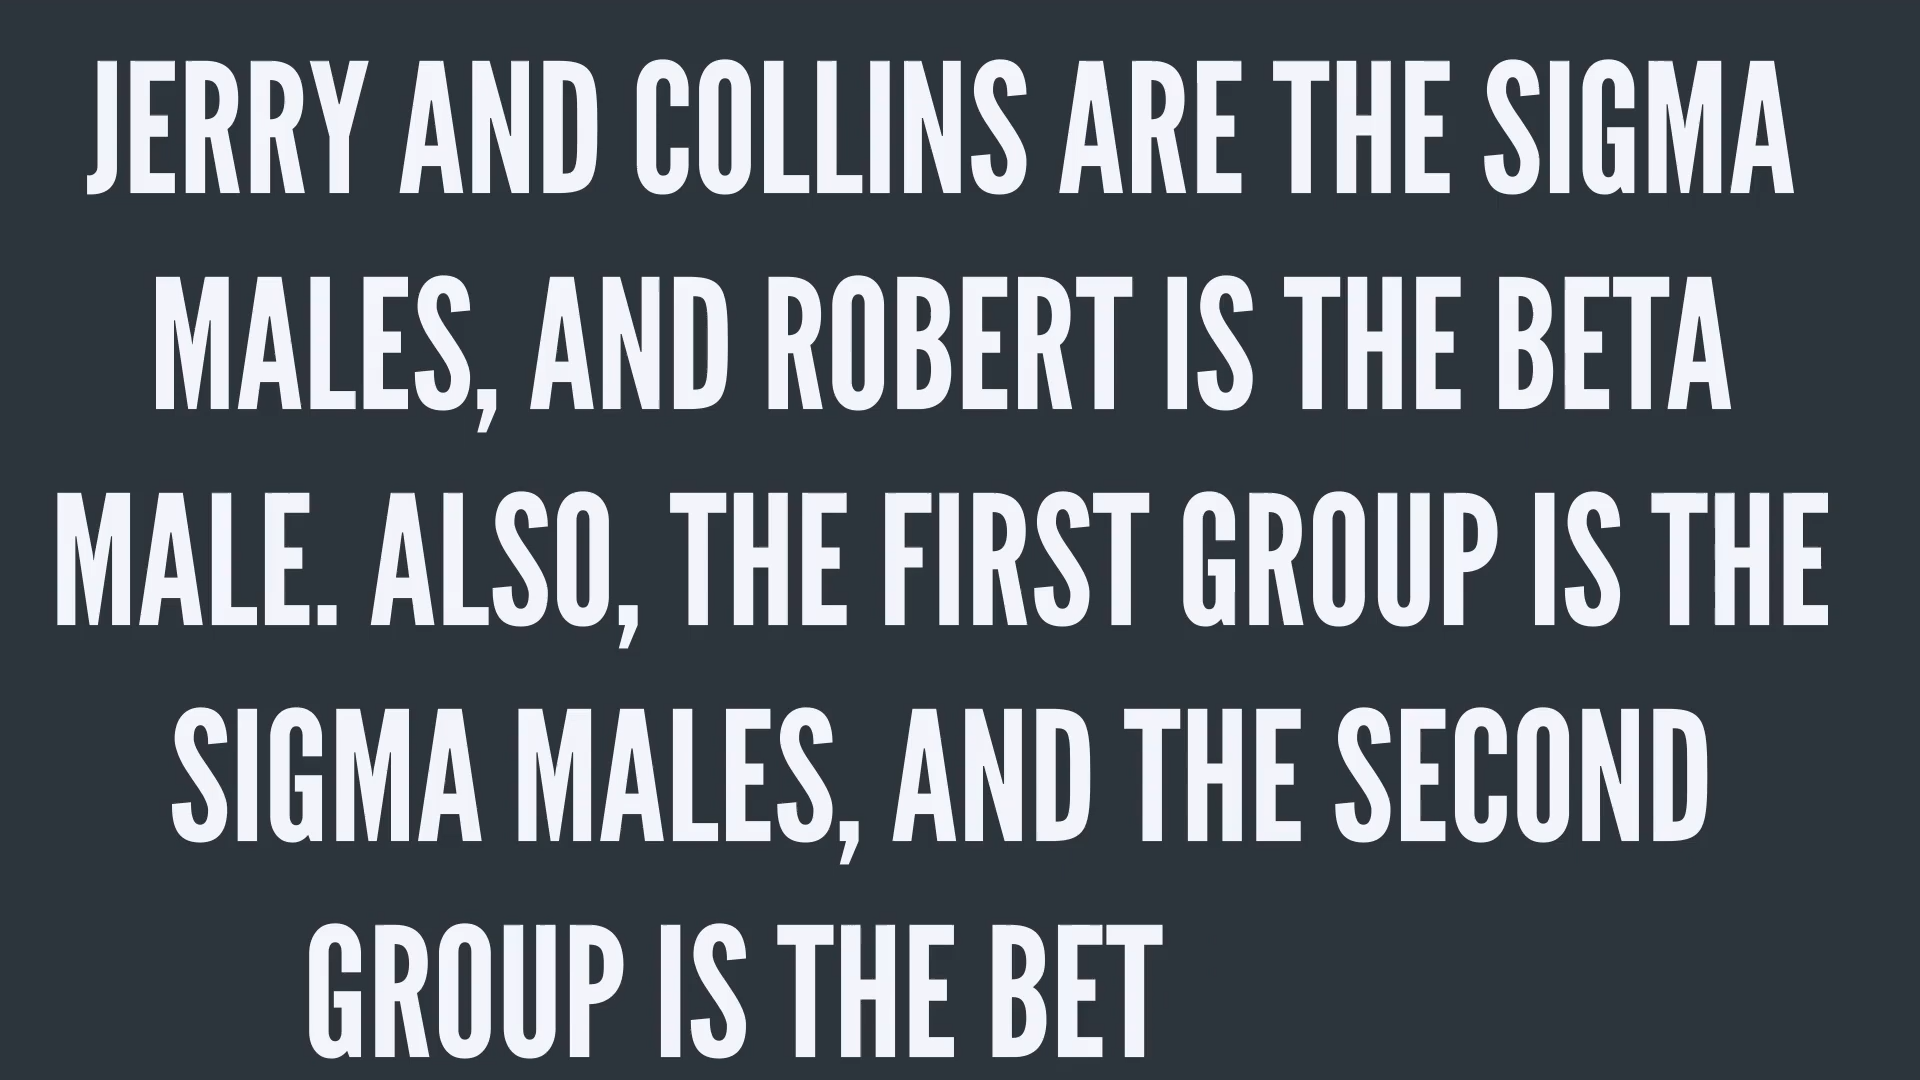 JERRY AND COLLINS ARE THE SIGMA
MALES, AND ROBERT IS THE BETA
MALE. ALSO, THE FIRST GROUP IS THE
SIGMA MALES, AND THE SECOND
GROUP IS THE BET